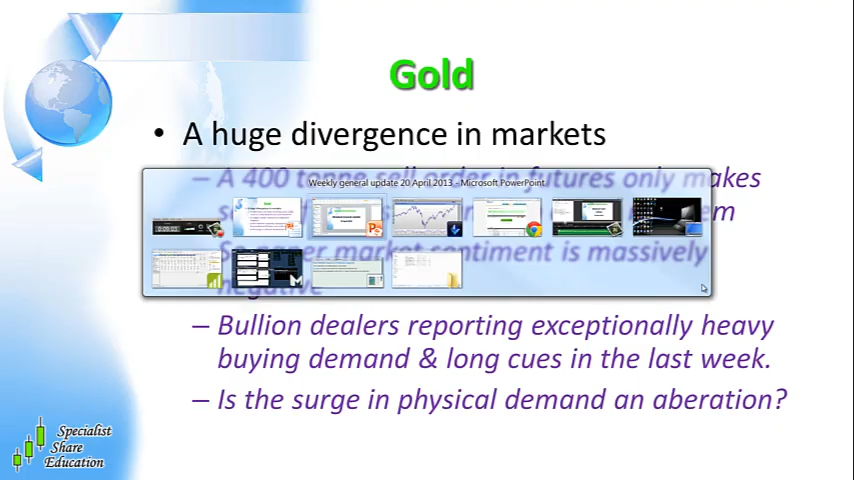 Gold
• A huge divergence in markets
– A 400 tonne sell order in futures only makes
Weekly general update 20 April 2013 - Microsoft PowerPoint
So paper market sentiment is massively
negative
– Bullion dealers reporting exceptionally heavy
buying demand & long cues in the last week.
– Is the surge in physical demand an aberation?
Specialist
Share
Education